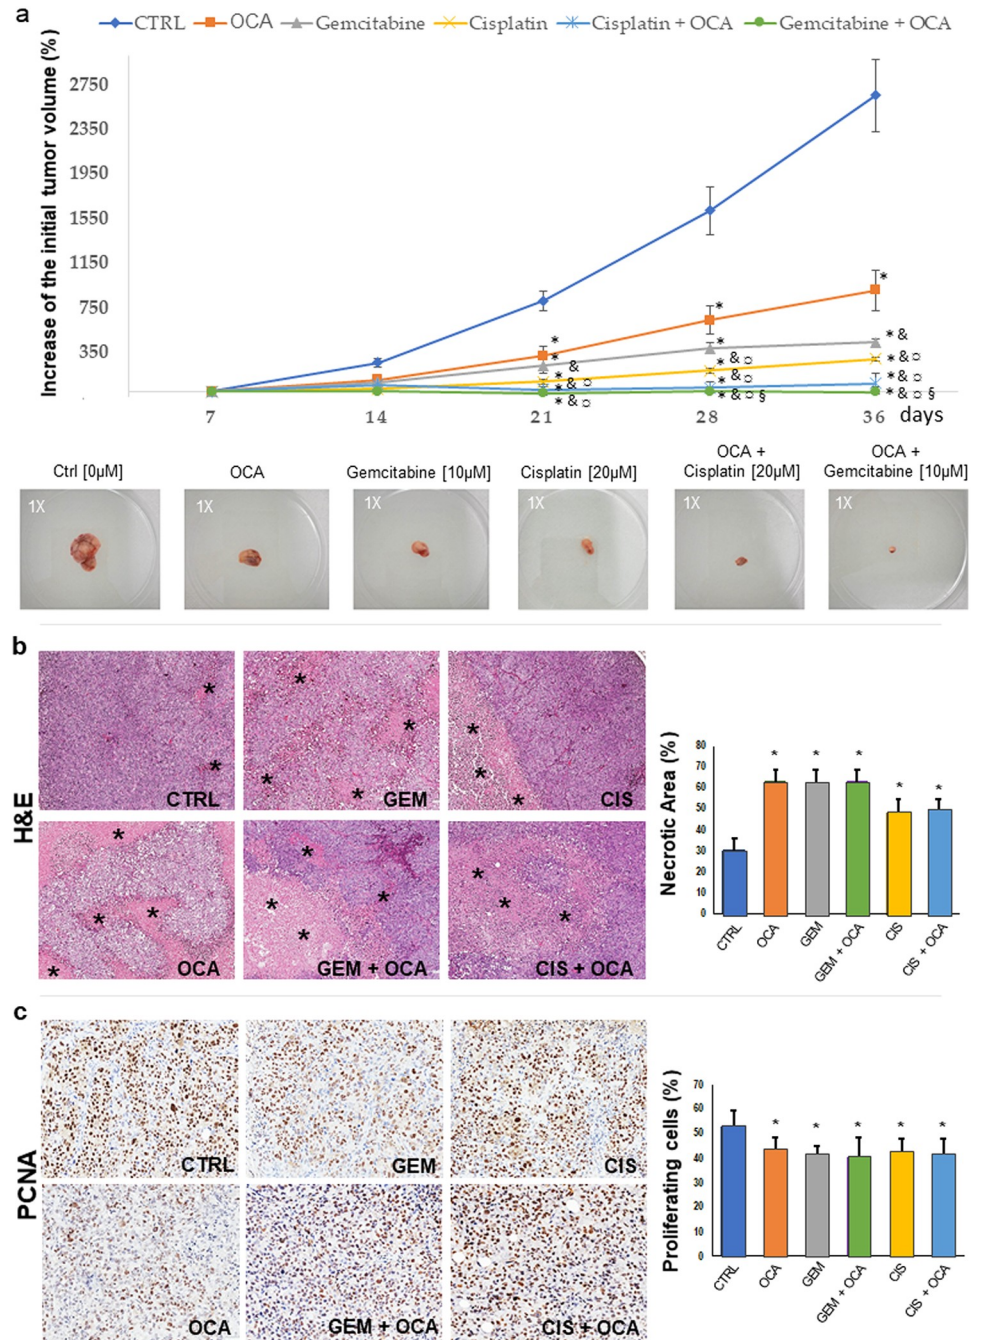 a
CTRL OCA Gemcitabine Cisplatin Cisplatin + OCA Gemcitabine + OCA
Increase of the initial tumor volume (%)
2750
2350
1950
1550
1150
750
350
*
* &
* & ¤
* & ¤
* & ¤
*
*
* & ¤
* & ¤
* & ¤ §
*
* &
* & ¤
* & ¤
* & ¤ §
7 14 21 28 36 days
Ctrl [0µM] OCA Gemcitabine [10µM] Cisplatin [20µM] OCA + Cisplatin [20µM] OCA + Gemcitabine [10µM]
1X 1X 1X 1X 1X 1X
b
H&E
* * CTRL
* * * * GEM
* * * CIS
* * * * OCA
* * * * GEM + OCA
* * * CIS + OCA
Necrotic Area (%)
80
70
60
50
40
30
20
10
0
* * * * *
CTRL OCA GEM GEM + OCA CIS CIS + OCA
c
PCNA
CTRL GEM CIS
OCA GEM + OCA CIS + OCA
Proliferating cells (%)
70
60
50
40
30
20
10
0
* * * * *
CTRL OCA GEM GEM + OCA CIS CIS + OCA